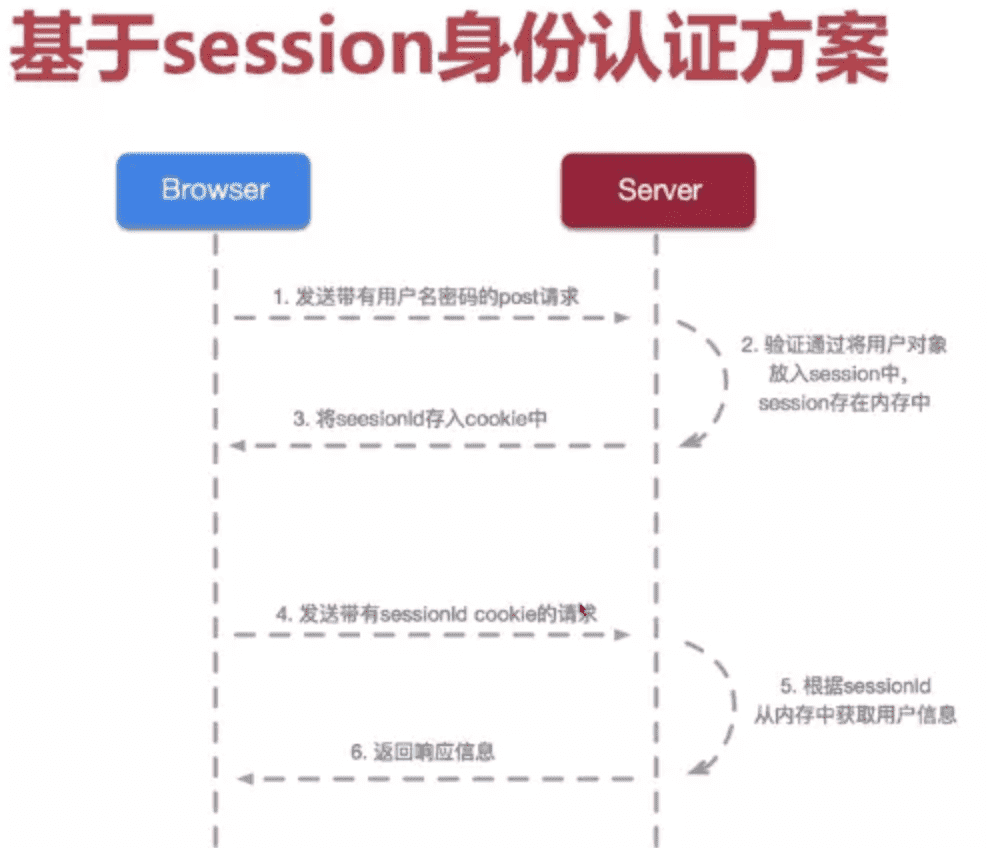 基于session身份认证方案
Browser
Server
1. 发送带有用户名密码的post请求
2. 验证通过将用户对象
放入session中,
session存在内存中
3. 将seesionId存入cookie中
4. 发送带有sessionId cookie的请求
5. 根据sessionId
从内存中获取用户信息
6. 返回响应信息